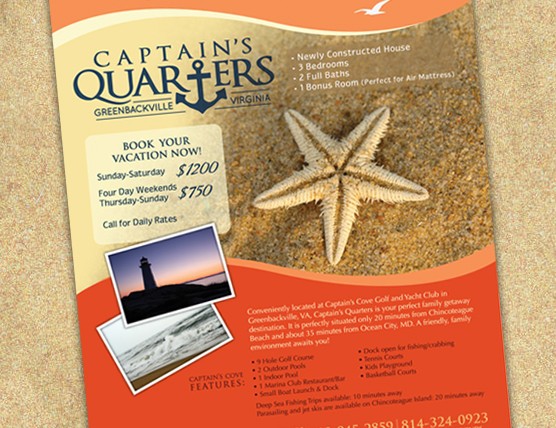 CAPTAIN'S
QUARTERS
GREENBACKVILLE VIRGINIA
• Newly Constructed House
• 3 Bedrooms
• 2 Full Baths
• 1 Bonus Room (Perfect for Air Mattress)
BOOK YOUR
VACATION NOW!
Sunday-Saturday $1200
Four Day Weekends
Thursday-Sunday $750
Call for Daily Rates
Conveniently located at Captain's Cove Golf and Yacht Club in
Greenbackville, VA, Captain's Quarters is your perfect family getaway
destination. It is perfectly situated only 20 minutes from Chincoteague
Beach and about 35 minutes from Ocean City, MD. A friendly, family
environment awaits you!
CAPTAIN'S COVE
FEATURES:
• 9 Hole Golf Course
• 2 Outdoor Pools
• 1 Indoor Pool
• 1 Marina Club Restaurant/Bar
• Small Boat Launch & Dock
• Dock open for fishing/crabbing
• Tennis Courts
• Kids Playground
• Basketball Courts
Deep Sea Fishing Trips available: 10 minutes away
Parasailing and jet skis are available on Chincoteague Island: 20 minutes away
2859 | 814-324-0923